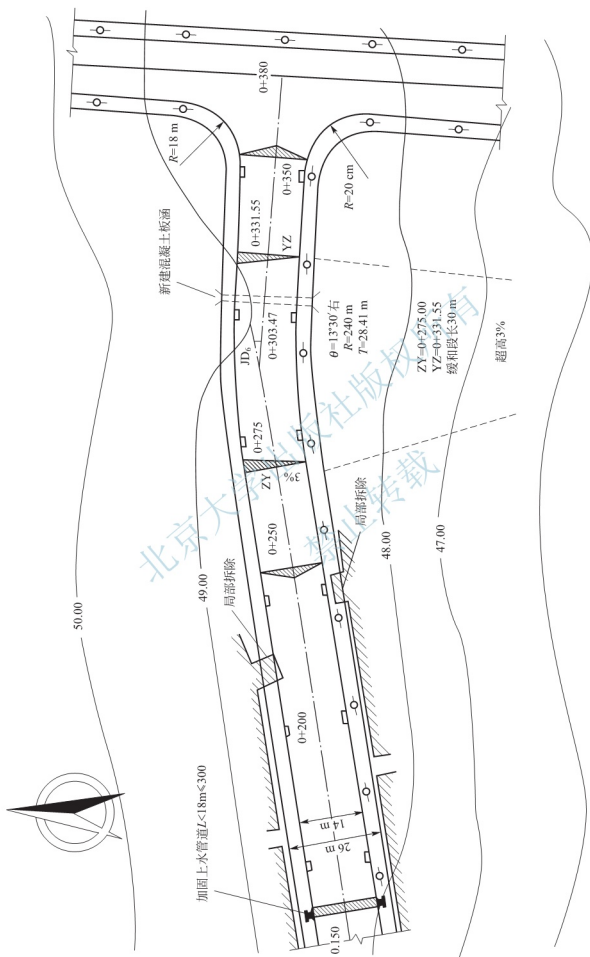 50.00
49.00
48.00
47.00
加固上水管道L<18m≤300
0.150
26 m
14 m
0+200
局部拆除
局部拆除
0+250
3%
ZY
0+275
JD₆
0+303.47
新建混凝土板涵
0+331.55
YZ
0+350
0+380
R=18 m
R=20 cm
θ=13°30′右
R=240 m
T=28.41 m
ZY=0+275.00
YZ=0+331.55
缓和段长30 m
超高3%
北京大学出版社版权所有
禁止转载